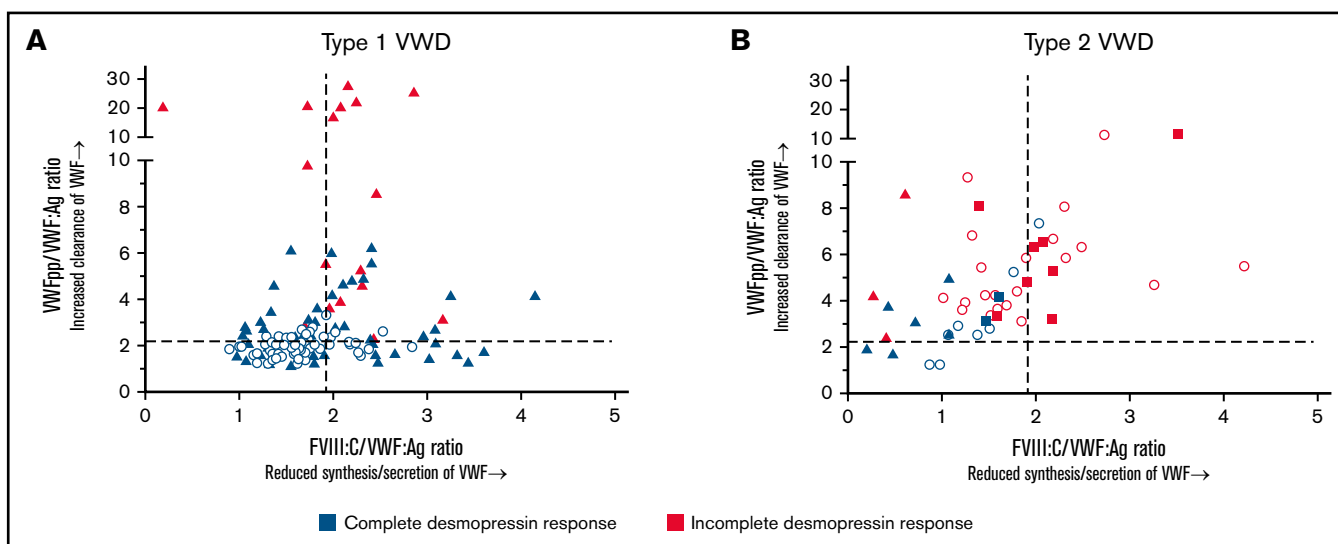 A
Type 1 VWD
VWFpp/VWF:Ag ratio
Increased clearance of VWF→
30
20
10
10
8
6
4
2
0
0 1 2 3 4 5
FVIII:C/VWF:Ag ratio
Reduced synthesis/secretion of VWF→
B
Type 2 VWD
VWFpp/VWF:Ag ratio
Increased clearance of VWF→
30
20
10
10
8
6
4
2
0
0 1 2 3 4 5
FVIII:C/VWF:Ag ratio
Reduced synthesis/secretion of VWF→
Complete desmopressin response Incomplete desmopressin response